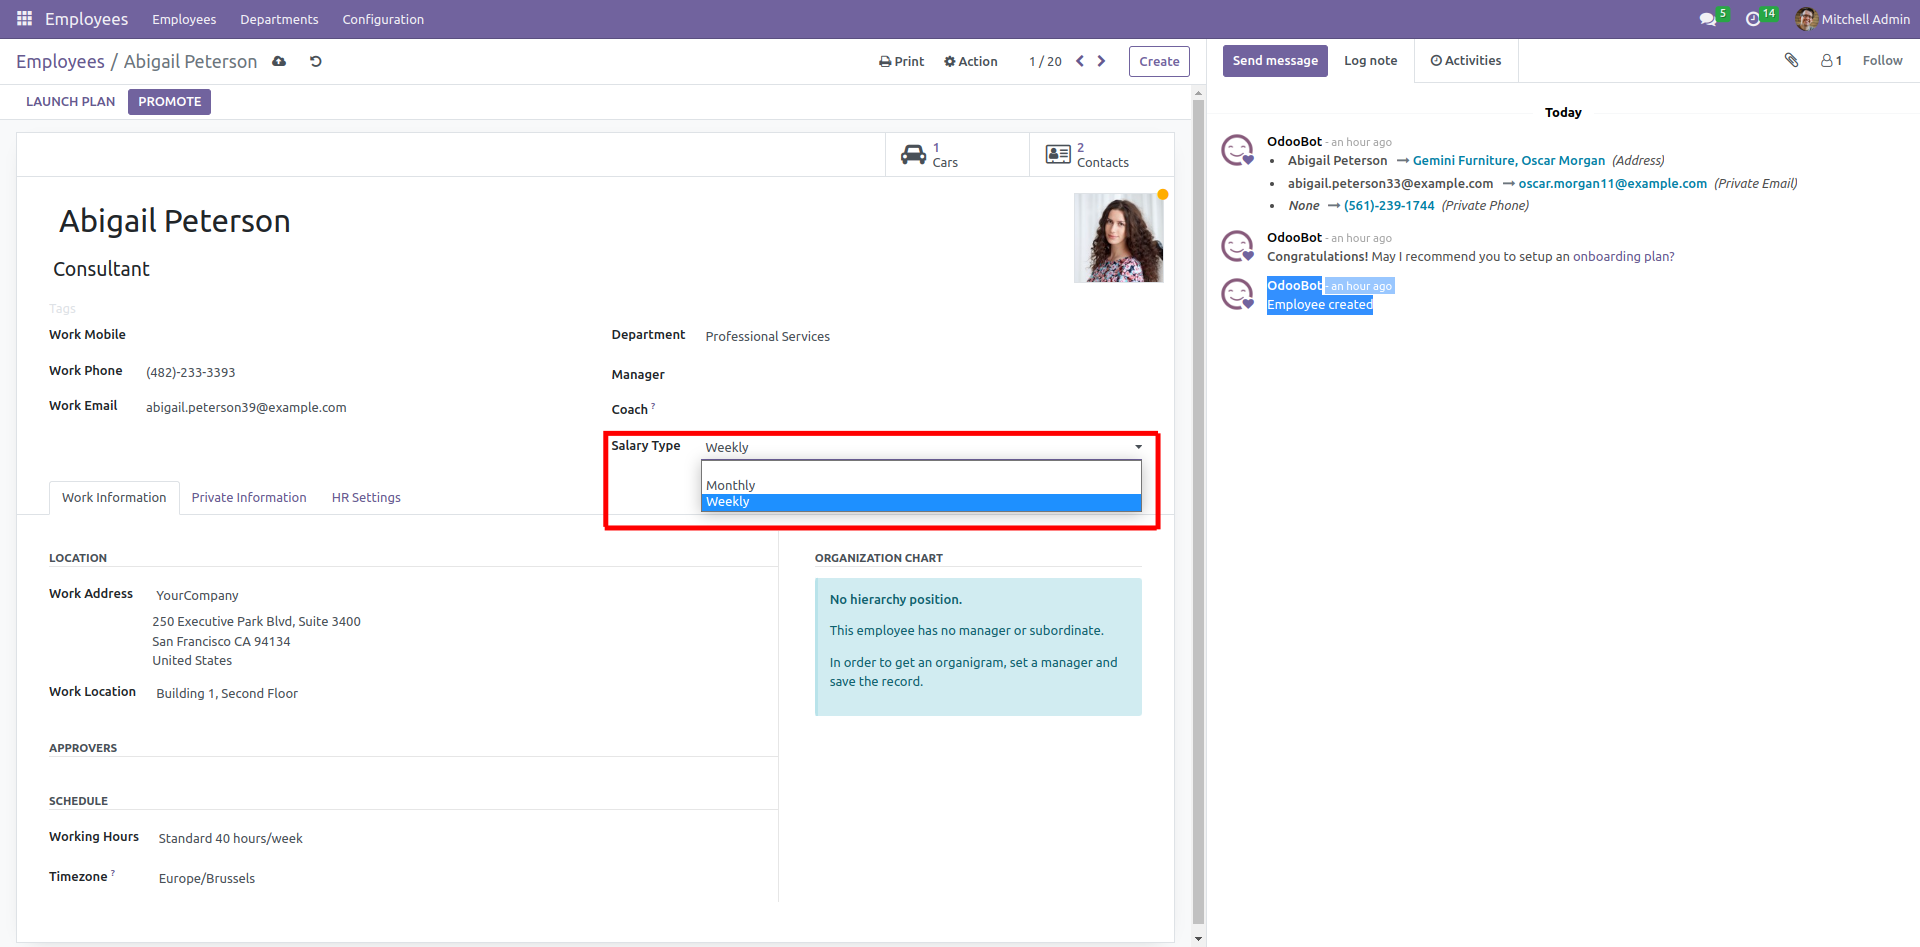 Employees Employees Departments Configuration 5 14 Mitchell Admin
Employees / Abigail Peterson Print Action 1 / 20 Create
LAUNCH PLAN PROMOTE
1
Cars
2
Contacts
Abigail Peterson
Consultant
Tags
Work Mobile
Work Phone (482)-233-3393
Work Email abigail.peterson39@example.com
Department Professional Services
Manager
Coach ?
Salary Type Weekly
Monthly
Weekly
Work Information Private Information HR Settings
LOCATION
Work Address YourCompany
250 Executive Park Blvd, Suite 3400
San Francisco CA 94134
United States
Work Location Building 1, Second Floor
APPROVERS
SCHEDULE
Working Hours Standard 40 hours/week
Timezone ? Europe/Brussels
ORGANIZATION CHART
No hierarchy position.
This employee has no manager or subordinate.
In order to get an organigram, set a manager and
save the record.
Send message Log note Activities 1 Follow
Today
OdooBot - an hour ago
• Abigail Peterson → Gemini Furniture, Oscar Morgan (Address)
• abigail.peterson33@example.com → oscar.morgan11@example.com (Private Email)
• None → (561)-239-1744 (Private Phone)
OdooBot - an hour ago
Congratulations! May I recommend you to setup an onboarding plan?
OdooBot - an hour ago
Employee created